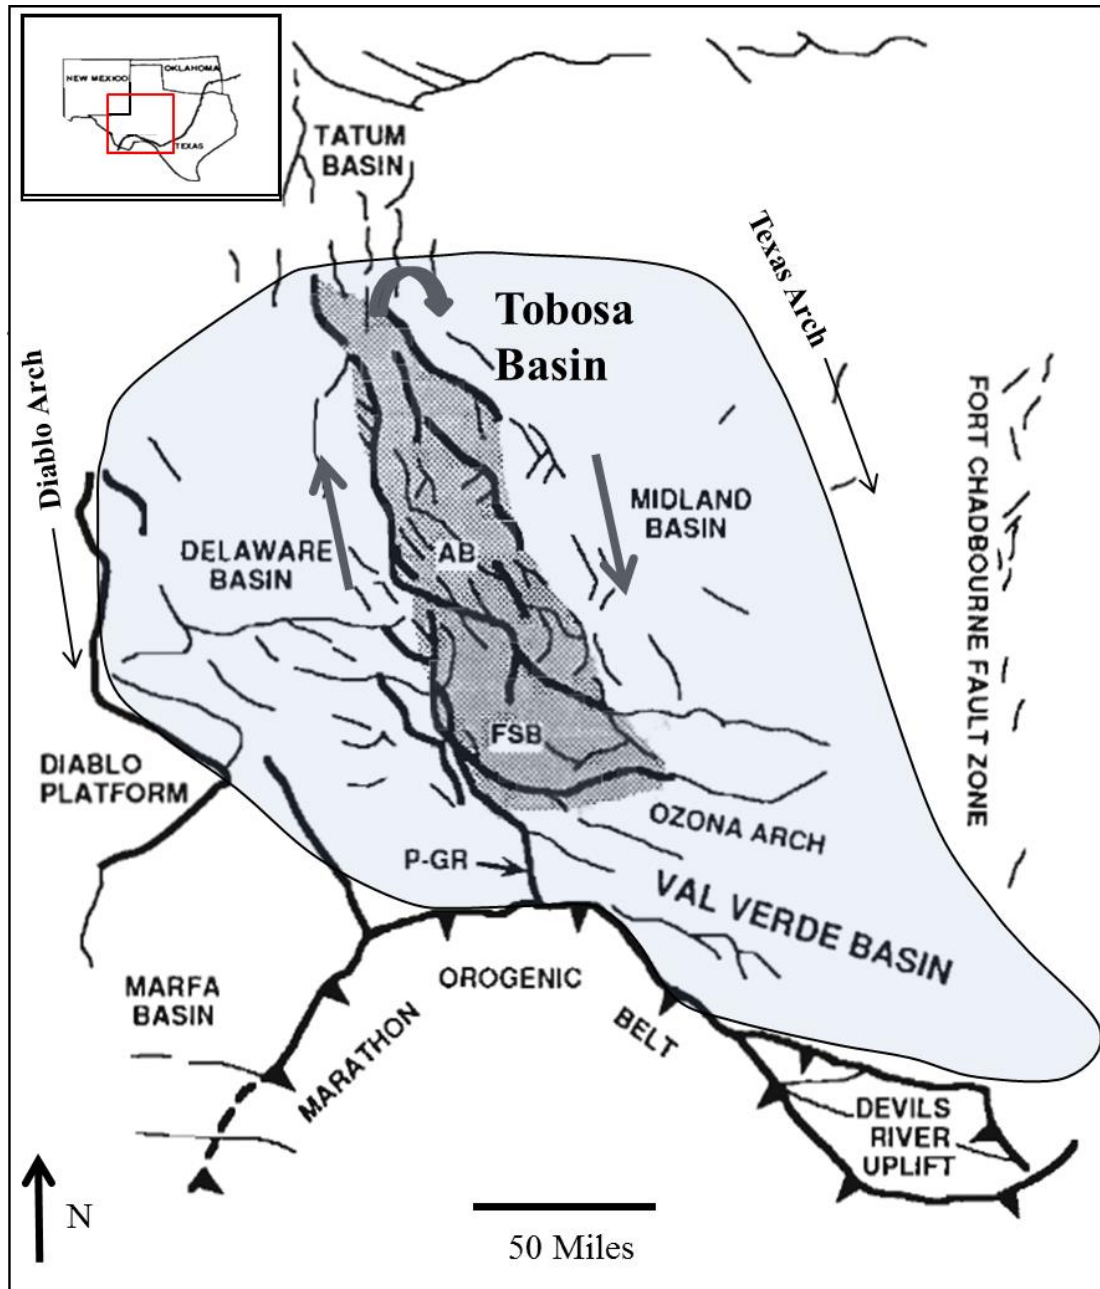 NEW MEXICO
OKLAHOMA
TEXAS
TATUM
BASIN
Texas Arch
Tobosa
Basin
Diablo Arch
FORT CHADBOURNE FAULT ZONE
MIDLAND
BASIN
DELAWARE
BASIN
AB
FSB
DIABLO
PLATFORM
OZONA ARCH
P-GR
VAL VERDE BASIN
MARFA
BASIN
MARATHON
OROGENIC
BELT
DEVILS
RIVER
UPLIFT
N
50 Miles